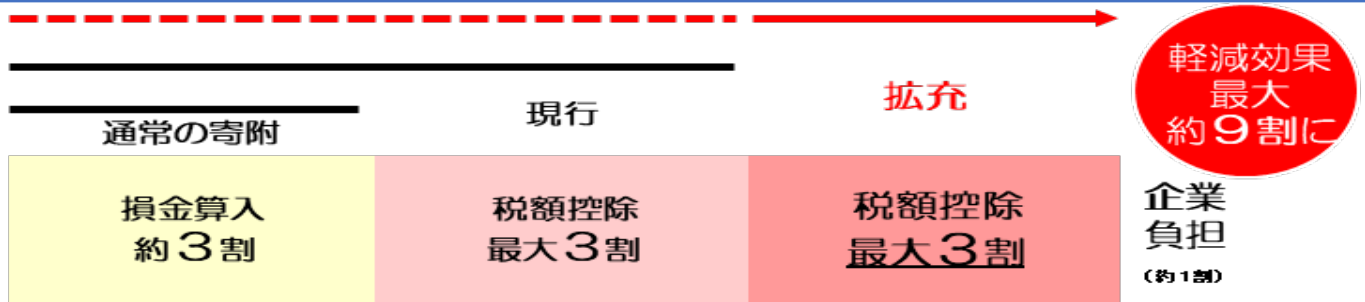 通常の寄附
現行
拡充
軽減効果
最大
約9割に
損金算入
約3割
税額控除
最大3割
税額控除
最大3割
企業
負担
(約1割)